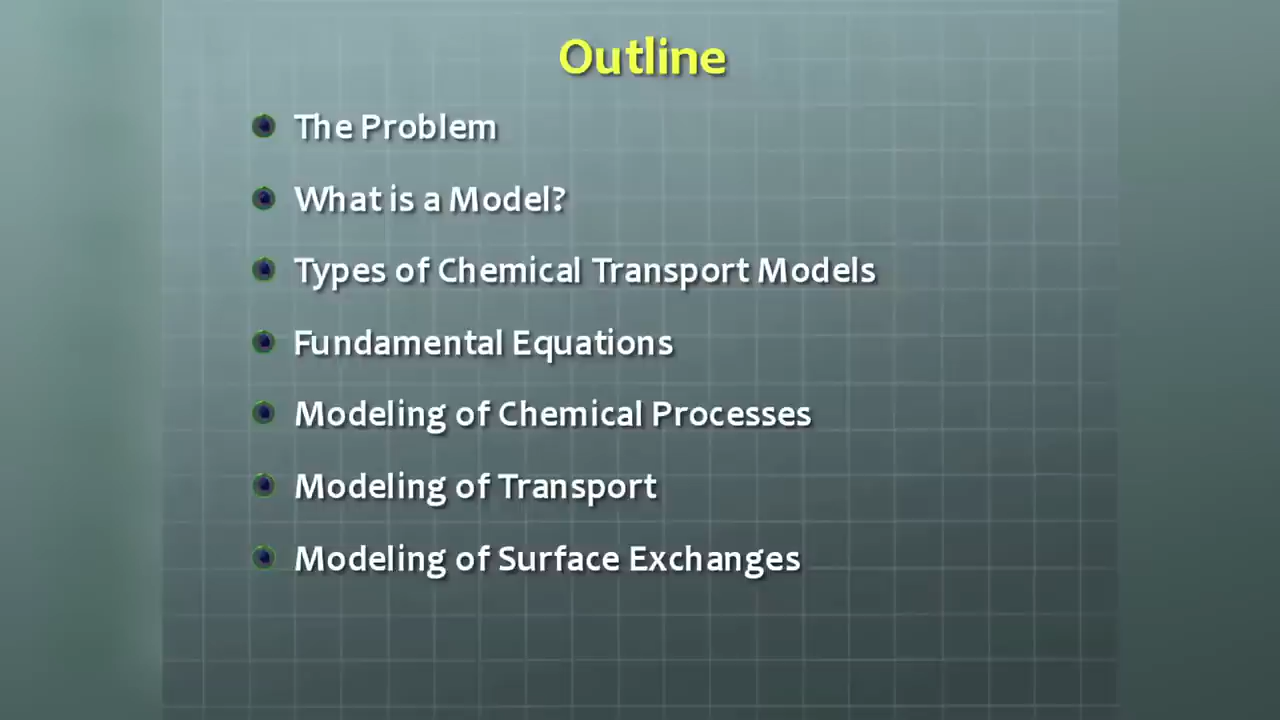 Outline
The Problem
What is a Model?
Types of Chemical Transport Models
Fundamental Equations
Modeling of Chemical Processes
Modeling of Transport
Modeling of Surface Exchanges